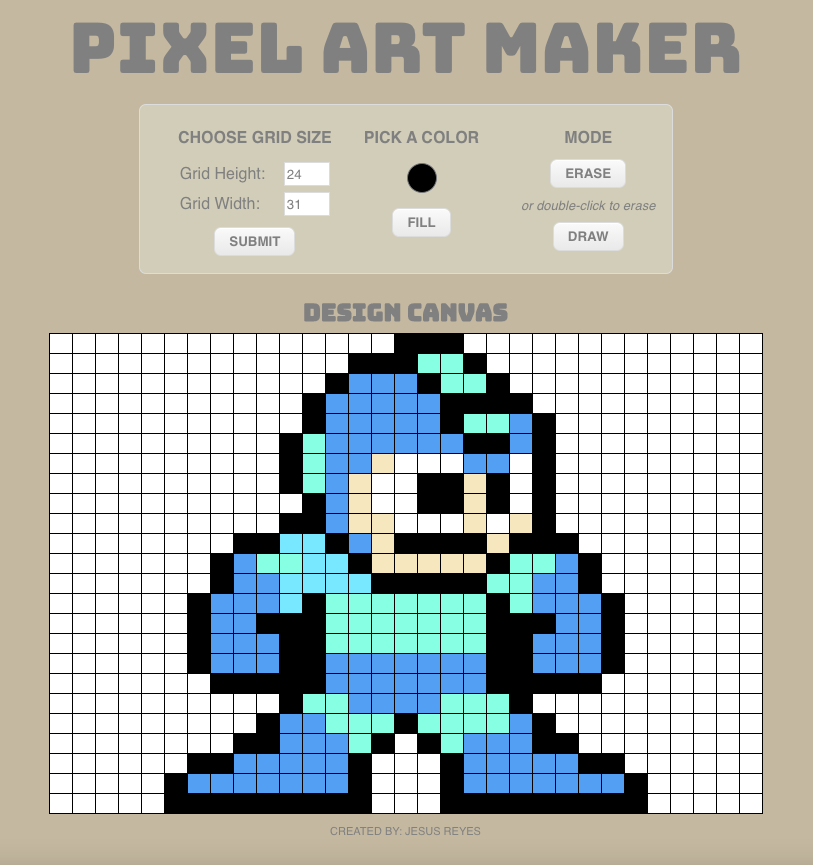 PIXEL ART MAKER
CHOOSE GRID SIZE
Grid Height: 24
Grid Width: 31
SUBMIT
PICK A COLOR
FILL
MODE
ERASE
or double-click to erase
DRAW
DESIGN CANVAS
CREATED BY: JESUS REYES